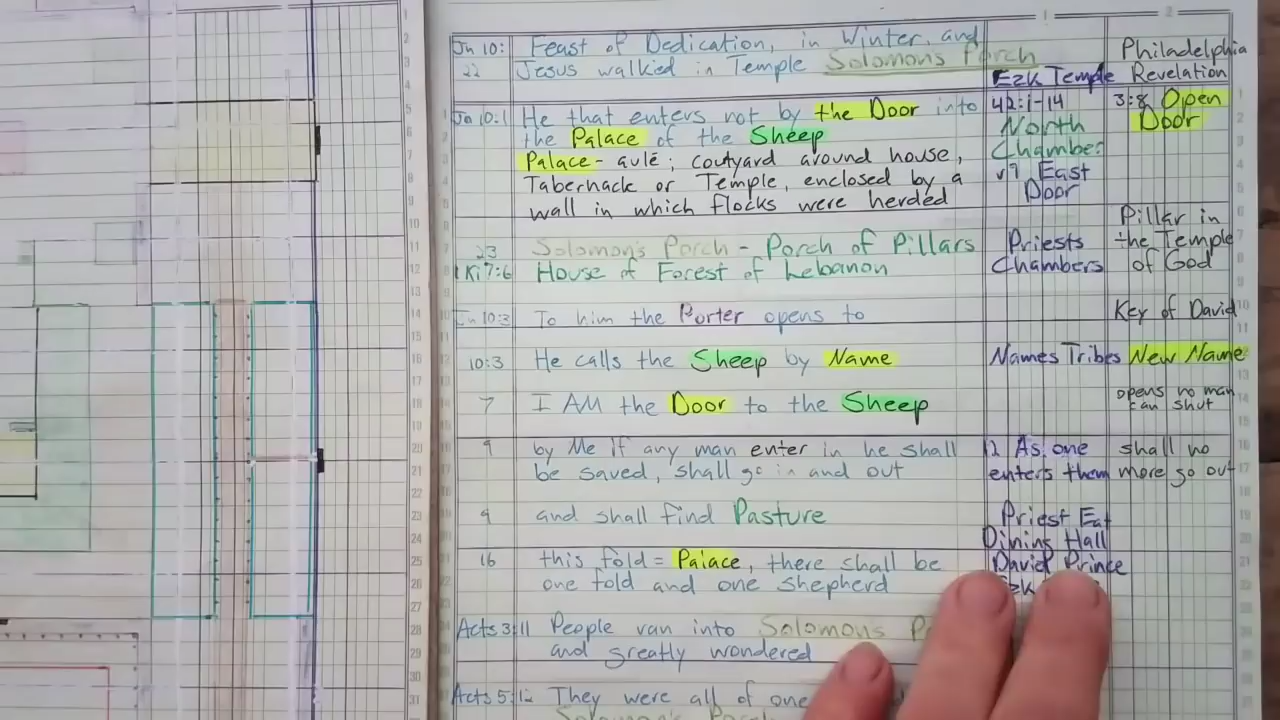 Jn 10:22 Feast of Dedication, in Winter, and
Jesus walkied in Temple Solomons Porch
Ezk Temple
Philadelphia
Revelation
Jn 10:1 He that enters not by the Door into
the Palace of the Sheep
Palace - aulē; coutyard around house,
Tabernack or Temple, enclosed by a
wall in which flocks were herded
42:1-14
North
Chamber
v9 East
Door
3:8 Open
Door
23 Solomon's Porch - Porch of Pillars
1 Ki 7:6 House of Forest of Lebanon
Priests
Chambers
Pillar in
the Temple
of God
Jn 10:3 To him the Porter opens to
Key of David
10:3 He calls the Sheep by Name
Names Tribes
New Name
7 I AM the Door to the Sheep
opens no man
can shut
9 by Me if any man enter in he shall
be saved, shall go in and out
12 As one
enters them
shall no
more go out
9 and shall find Pasture
Priest Eat
Dining Hall
16 this fold = Palace, there shall be
one fold and one shepherd
David Prince
Ezk
Acts 3:11 People ran into Solomon's
and greatly wondered
Acts 5:12 They were all of one
Solomon's Porch